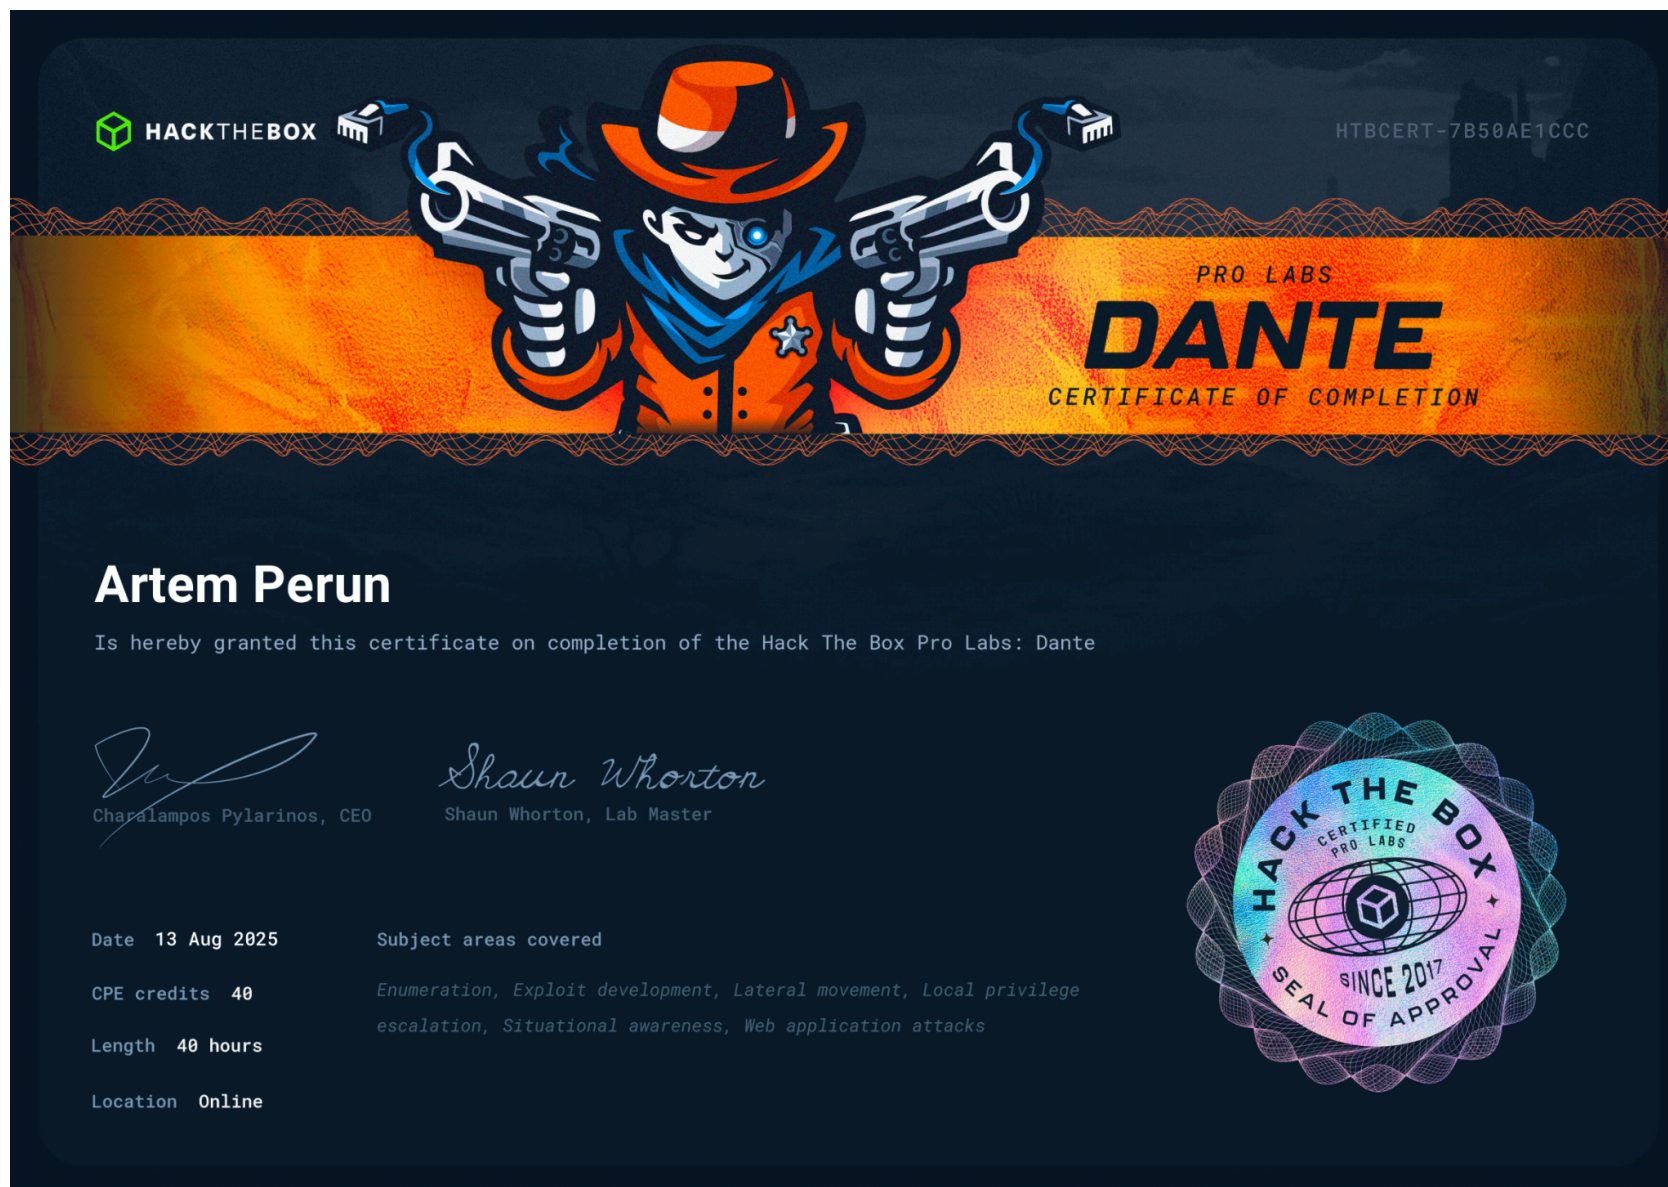 HACKTHEBOX
HTBCERT-7B50AE1CCC
PRO LABS
DANTE
CERTIFICATE OF COMPLETION
Artem Perun
Is hereby granted this certificate on completion of the Hack The Box Pro Labs: Dante
Shaun Whorton
Charalampos Pylarinos, CEO
Shaun Whorton, Lab Master
HACK THE BOX
CERTIFIED
PRO LABS
SINCE 2017
SEAL OF APPROVAL
Date 13 Aug 2025
CPE credits 40
Length 40 hours
Location Online
Subject areas covered
Enumeration, Exploit development, Lateral movement, Local privilege
escalation, Situational awareness, Web application attacks